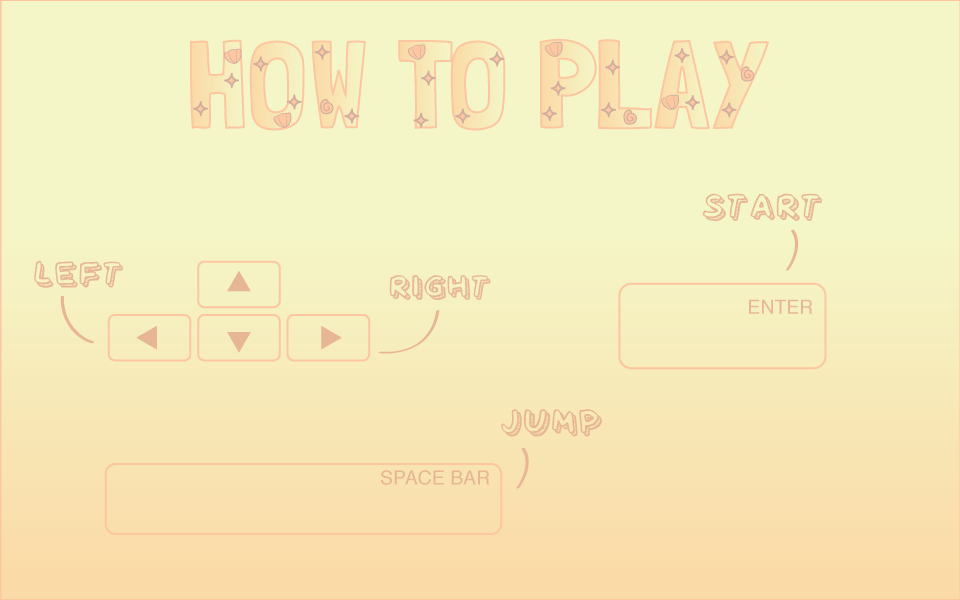 HOW TO PLAY
START
LEFT
RIGHT
ENTER
JUMP
SPACE BAR